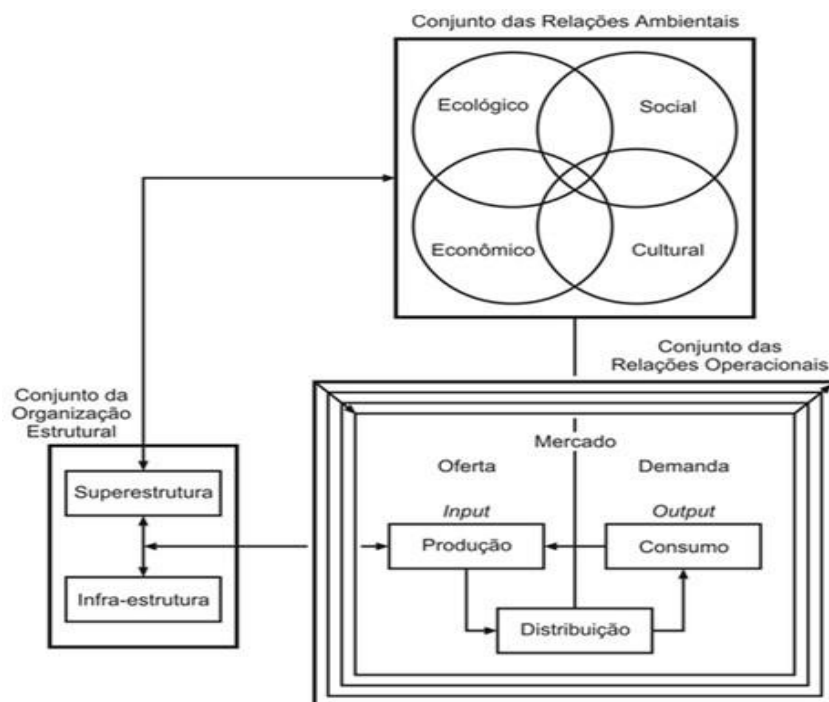 Conjunto das Relações Ambientais
Ecológico
Social
Econômico
Cultural
Conjunto das
Relações Operacionais
Conjunto da
Organização
Estrutural
Superestrutura
Infra-estrutura
Mercado
Oferta
Demanda
Input
Output
Produção
Consumo
Distribuição